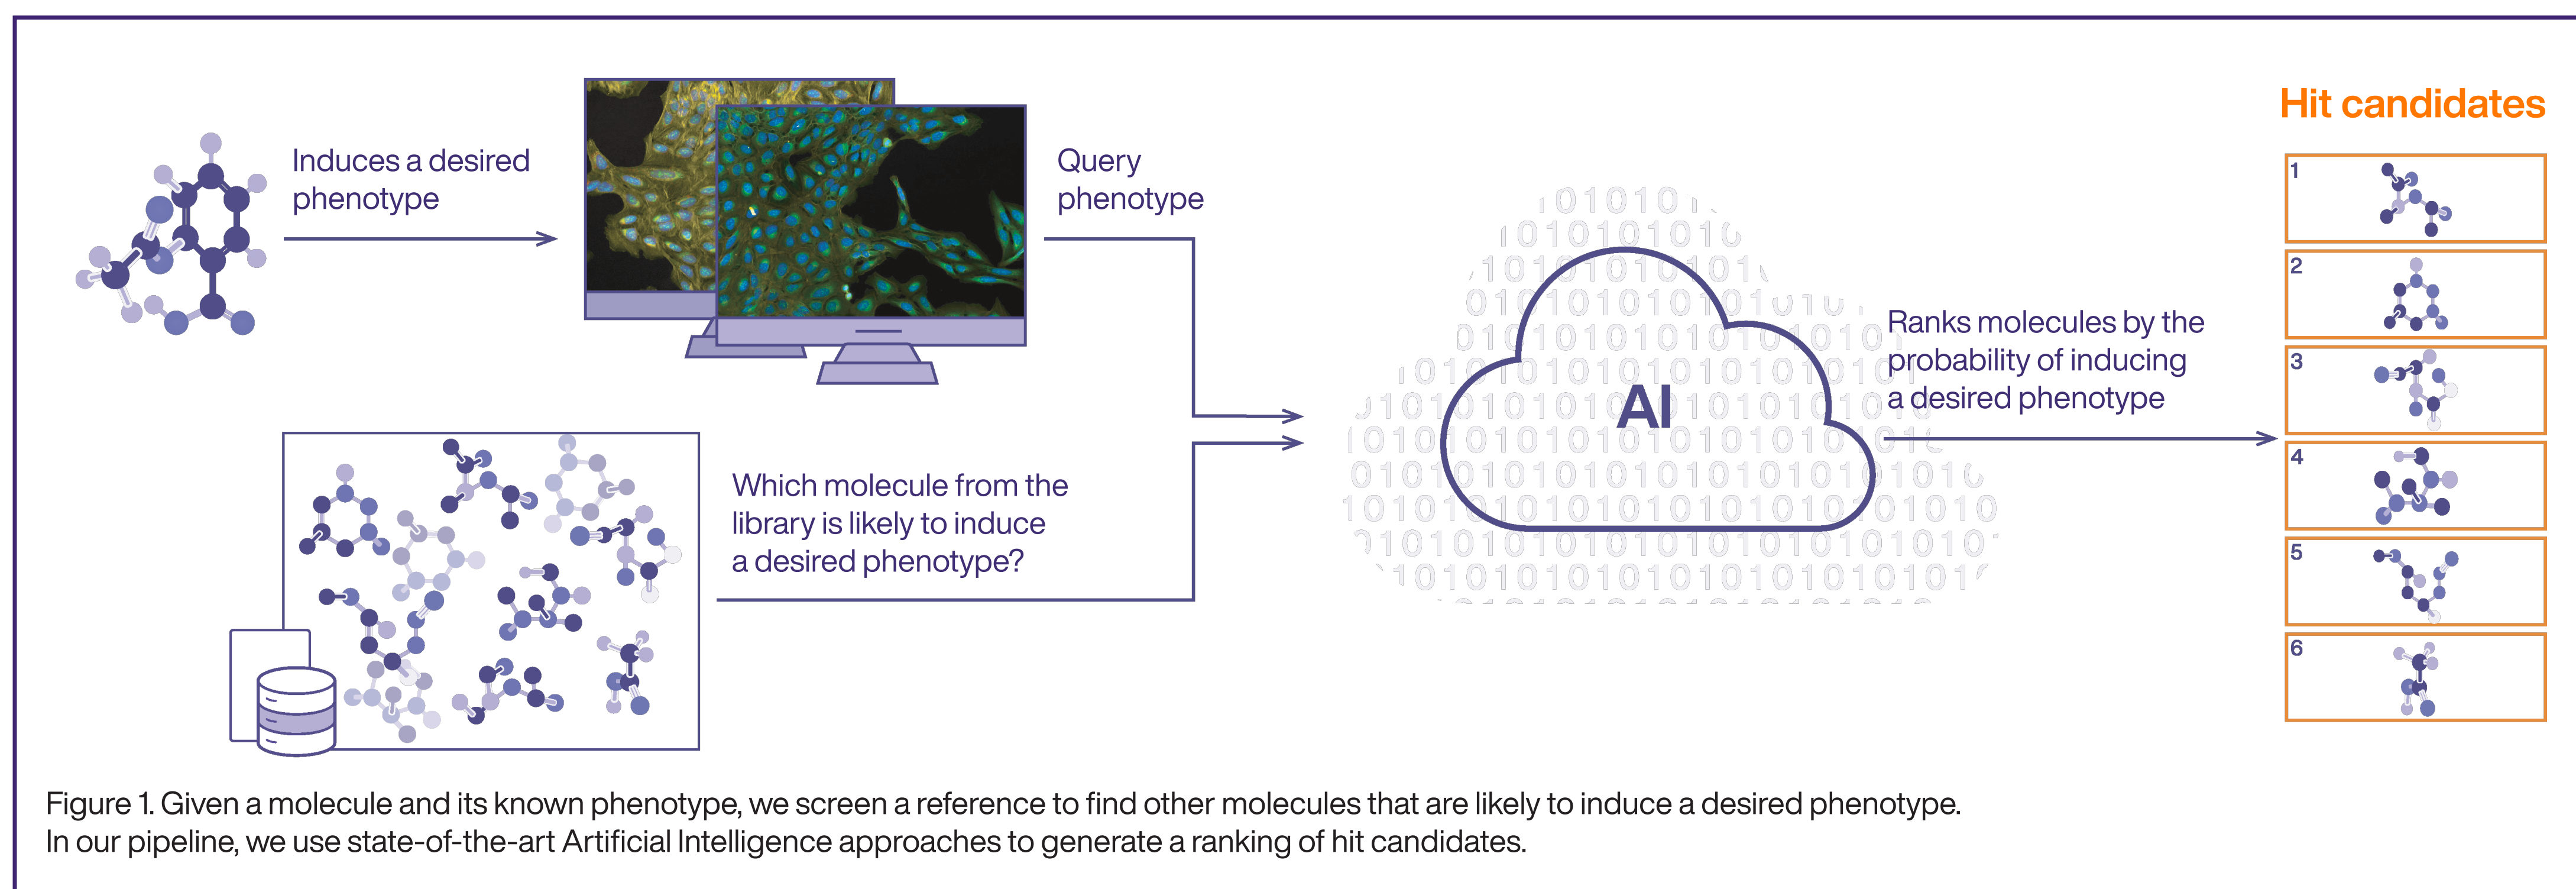 Induces a desired
phenotype
Query
phenotype
Which molecule from the
library is likely to induce
a desired phenotype?
AI
Ranks molecules by the
probability of inducing
a desired phenotype
Hit candidates
1
2
3
4
5
6
Figure 1. Given a molecule and its known phenotype, we screen a reference to find other molecules that are likely to induce a desired phenotype.
In our pipeline, we use state-of-the-art Artificial Intelligence approaches to generate a ranking of hit candidates.